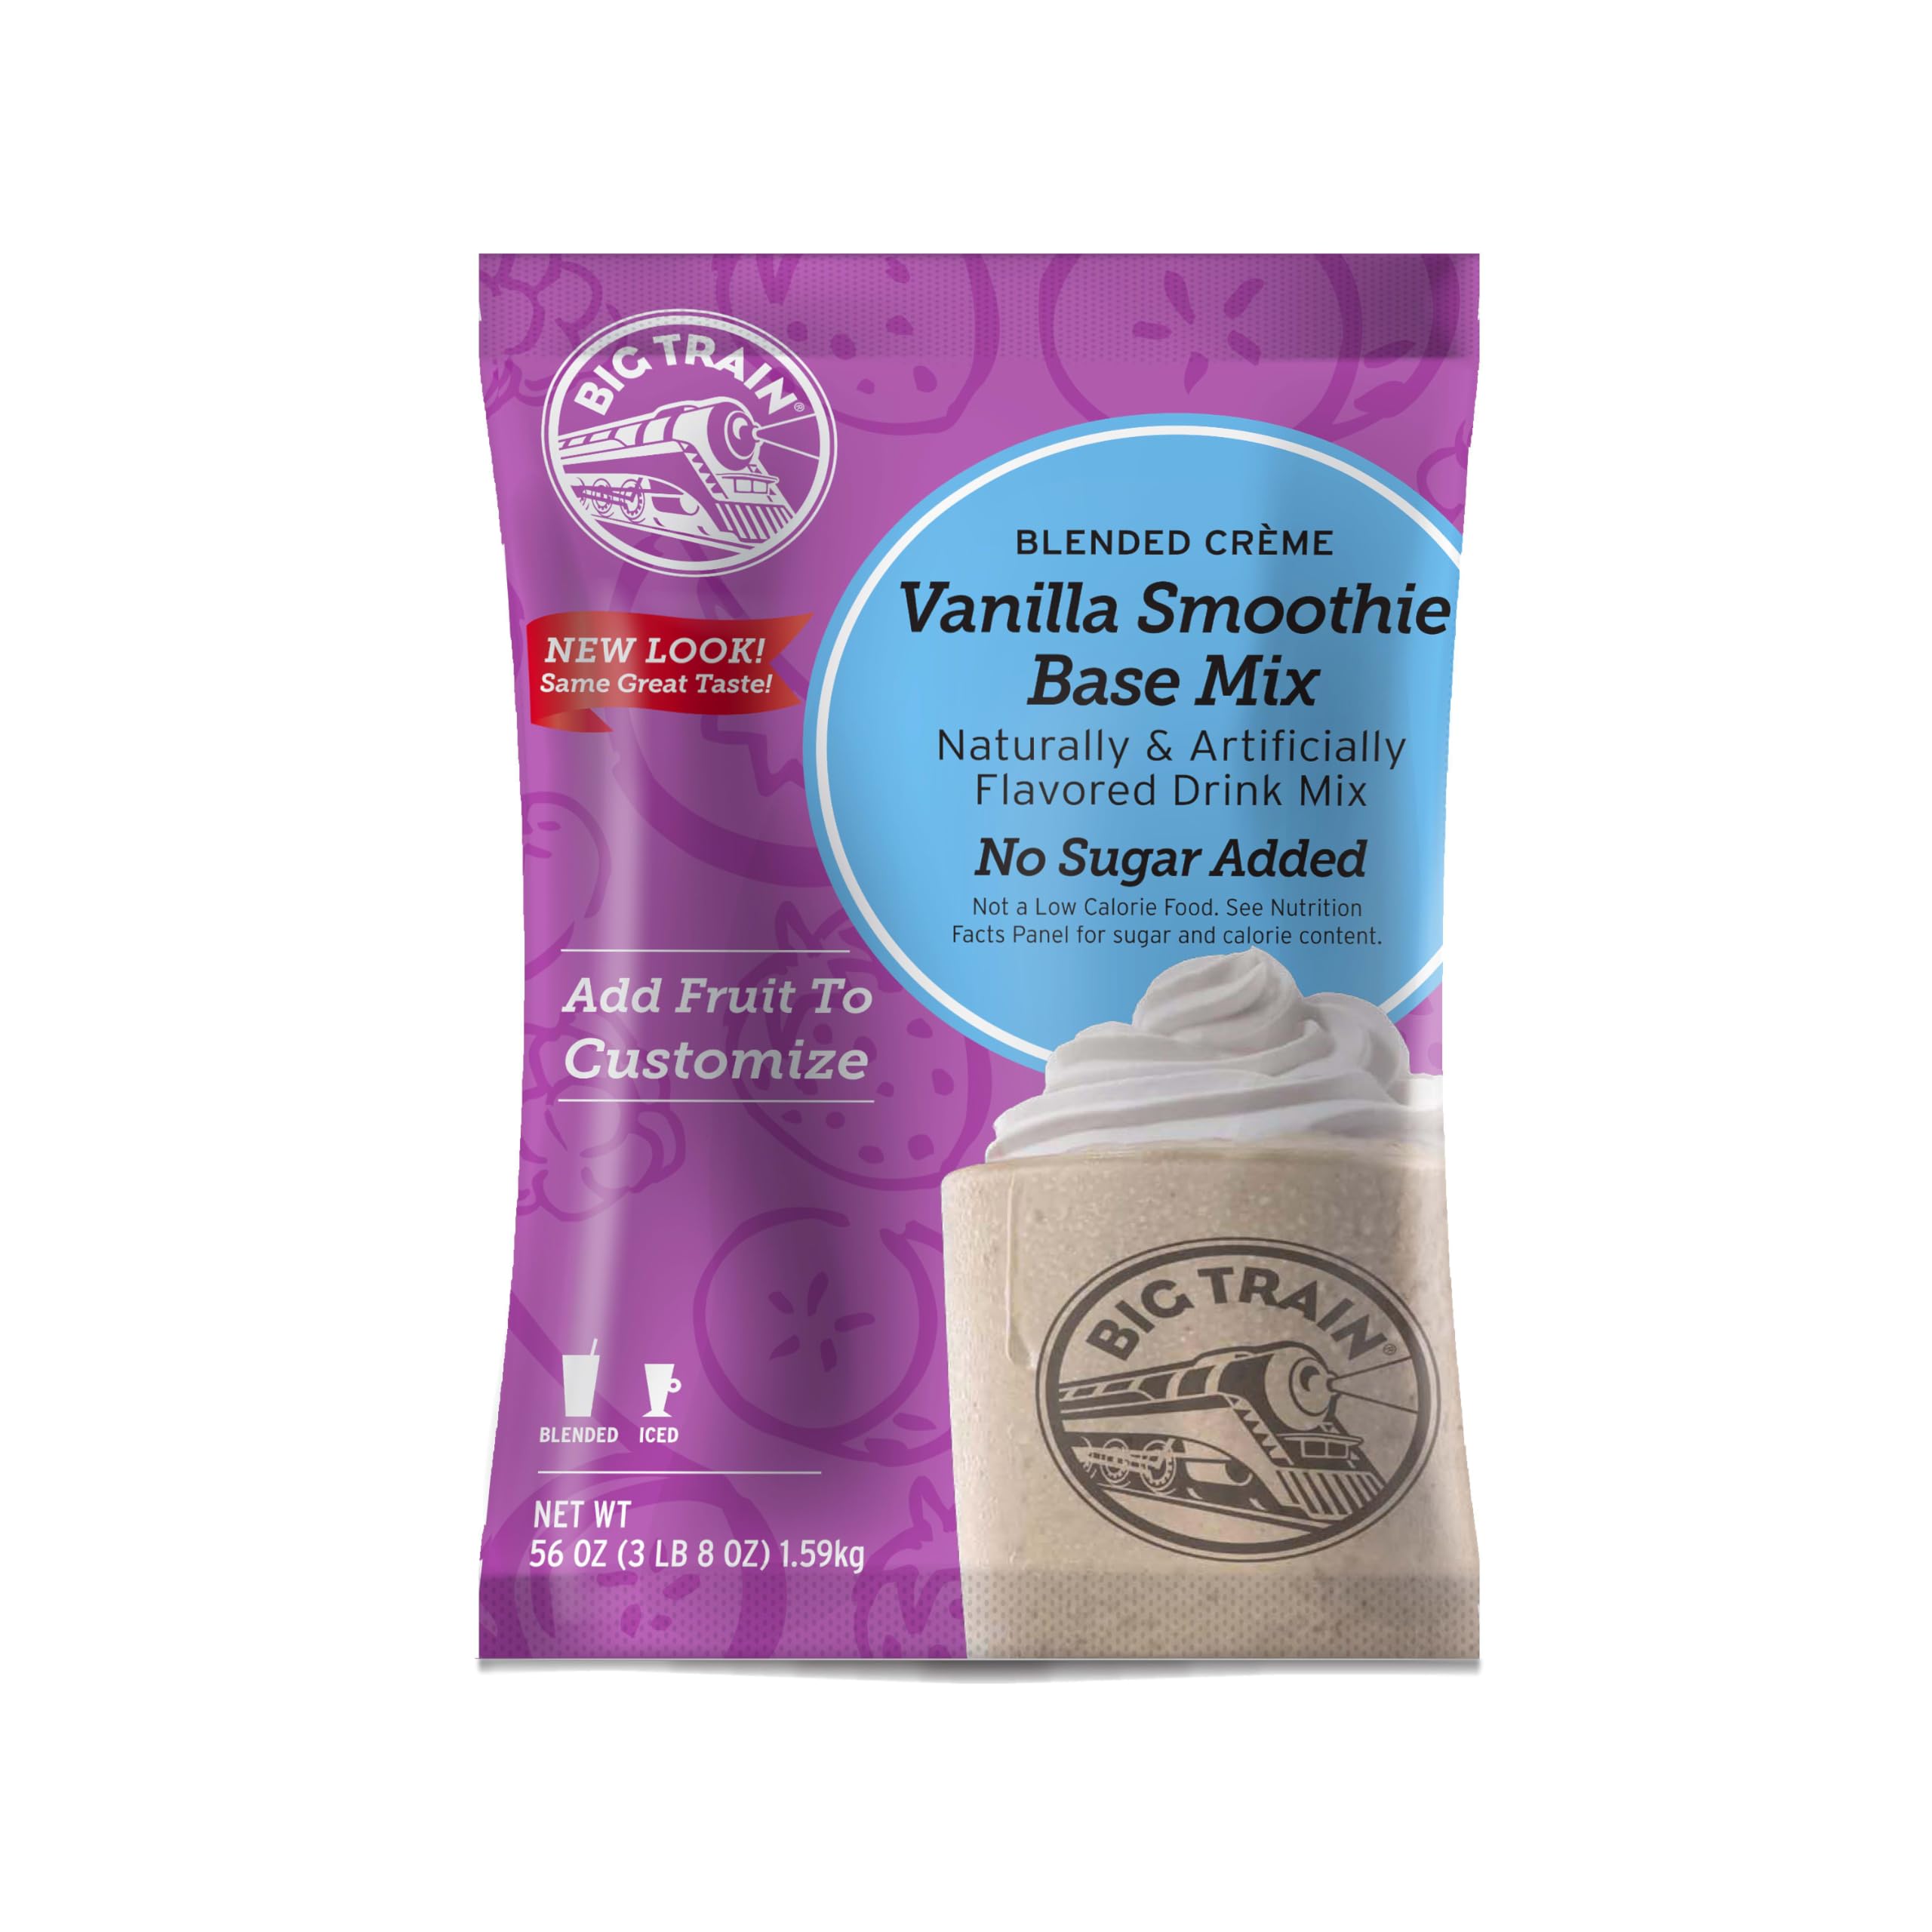 BIG TRAIN®
BLENDED CRÈME
Vanilla Smoothie
Base Mix
Naturally & Artificially
Flavored Drink Mix
No Sugar Added
Not a Low Calorie Food. See Nutrition
Facts Panel for sugar and calorie content.
NEW LOOK!
Same Great Taste!
Add Fruit To
Customize
BIG TRAIN®
BLENDED ICED
NET WT
56 OZ (3 LB 8 OZ) 1.59kg